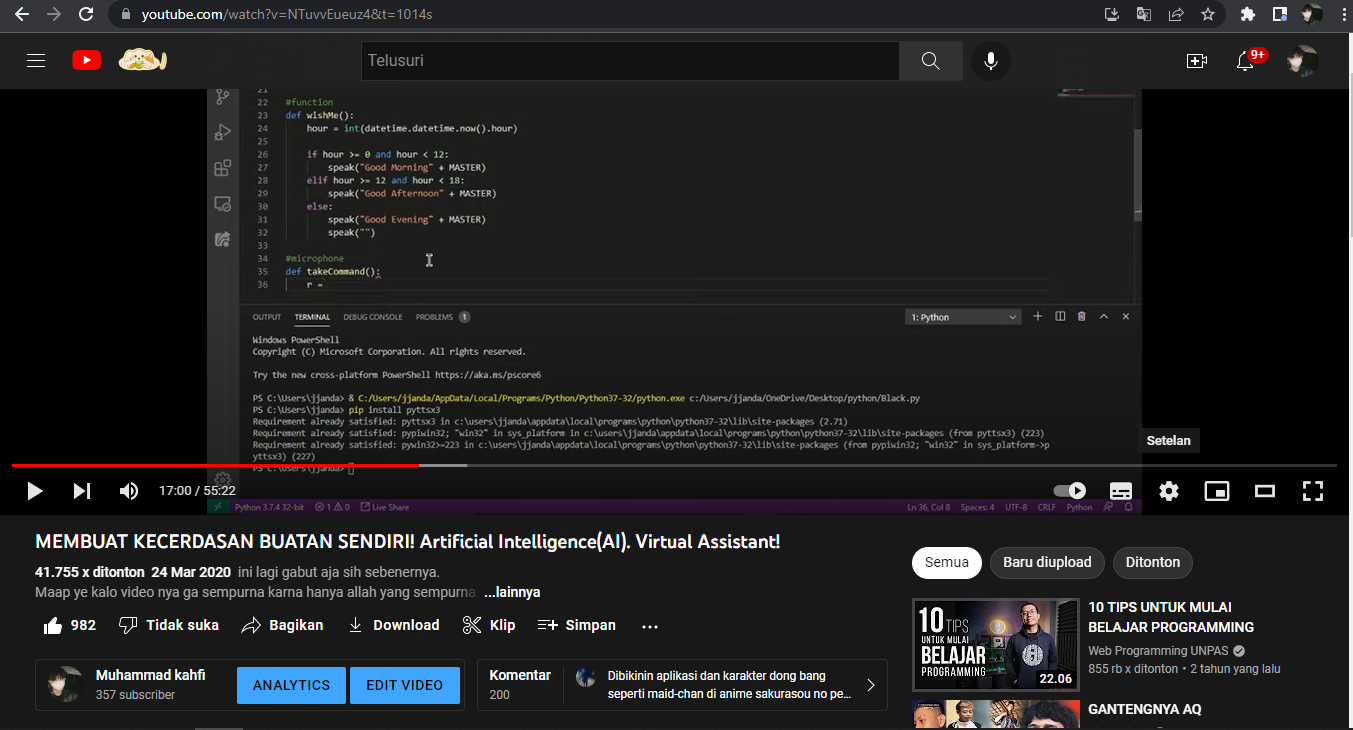 youtube.com/watch?v=NTuvvEueuz4&t=1014s
Telusuri
9+
21
22 #function
23 def wishMe():
24 hour = int(datetime.datetime.now().hour)
25
26 if hour >= 0 and hour < 12:
27 speak("Good Morning" + MASTER)
28 elif hour >= 12 and hour < 18:
29 speak("Good Afternoon" + MASTER)
30 else:
31 speak("Good Evening" + MASTER)
32 speak("")
33
34 #microphone
35 def takeCommand():
36 r =
OUTPUT TERMINAL DEBUG CONSOLE PROBLEMS 1 1: Python
Windows PowerShell
Copyright (C) Microsoft Corporation. All rights reserved.
Try the new cross-platform PowerShell https://aka.ms/pscore6
PS C:\Users\jjanda> & C:/Users/jjanda/AppData/Local/Programs/Python/Python37-32/python.exe c:/Users/jjanda/OneDrive/Desktop/python/Black.py
PS C:\Users\jjanda> pip install pyttsx3
Requirement already satisfied: pyttsx3 in c:\users\jjanda\appdata\local\programs\python\python37-32\lib\site-packages (2.71)
Requirement already satisfied: pypiwin32; "win32" in sys_platform in c:\users\jjanda\appdata\local\programs\python\python37-32\lib\site-packages (from pyttsx3) (223)
Requirement already satisfied: pywin32>=223 in c:\users\jjanda\appdata\local\programs\python\python37-32\lib\site-packages (from pypiwin32; "win32" in sys_platform->p
yttsx3) (227)
PS C:\Users\jjanda>
Setelan
17:00 / 55:22
Python 3.7.4 32-bit 1 0 Live Share Ln 36, Col 8 Spaces: 4 UTF-8 CRLF Python
MEMBUAT KECERDASAN BUATAN SENDIRI! Artificial Intelligence(AI). Virtual Assistant!
41.755 x ditonton 24 Mar 2020 ini lagi gabut aja sih sebenernya.
Maap ye kalo video nya ga sempurna karna hanya allah yang sempurna ...lainnya
982 Tidak suka Bagikan Download Klip Simpan
Muhammad kahfi
357 subscriber
ANALYTICS EDIT VIDEO
Komentar
200
Dibikinin aplikasi dan karakter dong bang
seperti maid-chan di anime sakurasou no pe...
Semua Baru diupload Ditonton
10 TIPS
UNTUK MULAI
BELAJAR
PROGRAMMING
22.06
10 TIPS UNTUK MULAI
BELAJAR PROGRAMMING
Web Programming UNPAS
855 rb x ditonton • 2 tahun yang lalu
GANTENGNYA AQ